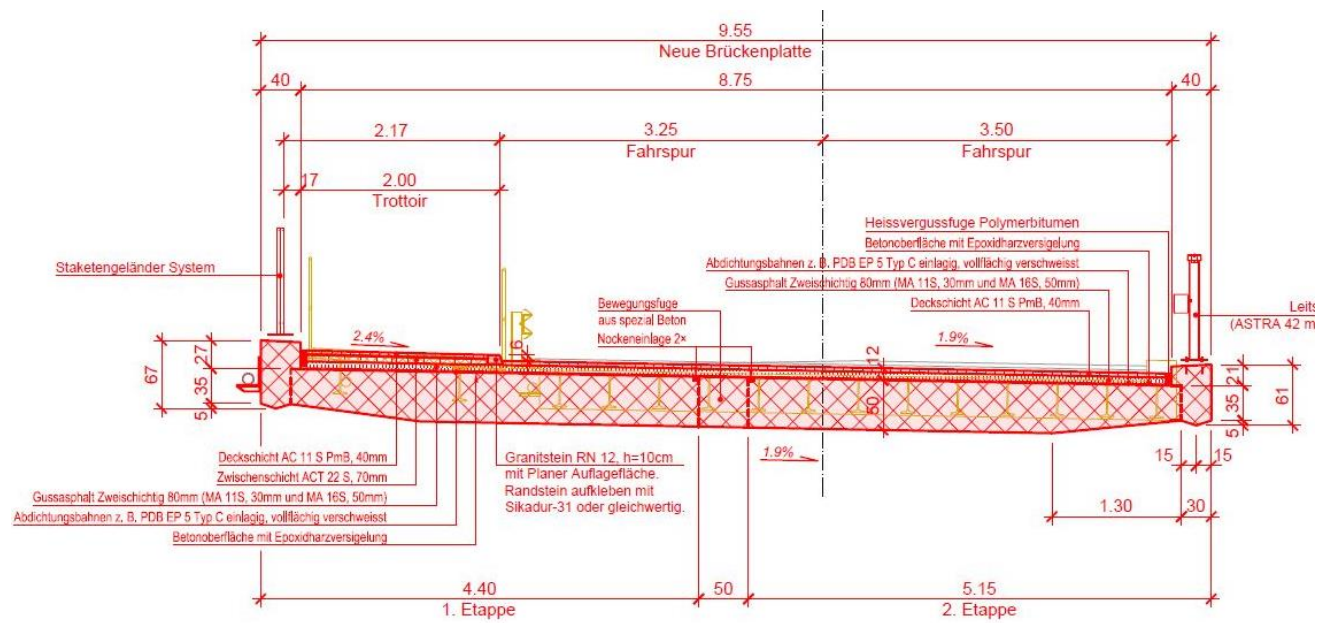 9.55
Neue Brückenplatte
40
8.75
40
2.17
3.25
Fahrspur
3.50
Fahrspur
17
2.00
Trottoir
Heissvergussfuge Polymerbitumen
Betonoberfläche mit Epoxidharzversigelung
Abdichtungsbahnen z. B. PDB EP 5 Typ C einlagig, vollflächig verschweisst
Gussasphalt Zweischichtig 80mm (MA 11S, 30mm und MA 16S, 50mm)
Deckschicht AC 11 S PmB, 40mm
Staketengeländer System
Bewegungsfuge
aus spezial Beton
Nockeneinlage 2×
Leits
(ASTRA 42 m
2.4%
6
1.9%
12
67
27
35
5
50
21
35
5
61
1.9%
15
15
Deckschicht AC 11 S PmB, 40mm
Zwischenschicht ACT 22 S, 70mm
Gussasphalt Zweischichtig 80mm (MA 11S, 30mm und MA 16S, 50mm)
Abdichtungsbahnen z. B. PDB EP 5 Typ C einlagig, vollflächig verschweisst
Betonoberfläche mit Epoxidharzversigelung
Granitstein RN 12, h=10cm
mit Planer Auflagefläche.
Randstein aufkleben mit
Sikadur-31 oder gleichwertig.
1.30
30
4.40
1. Etappe
50
5.15
2. Etappe